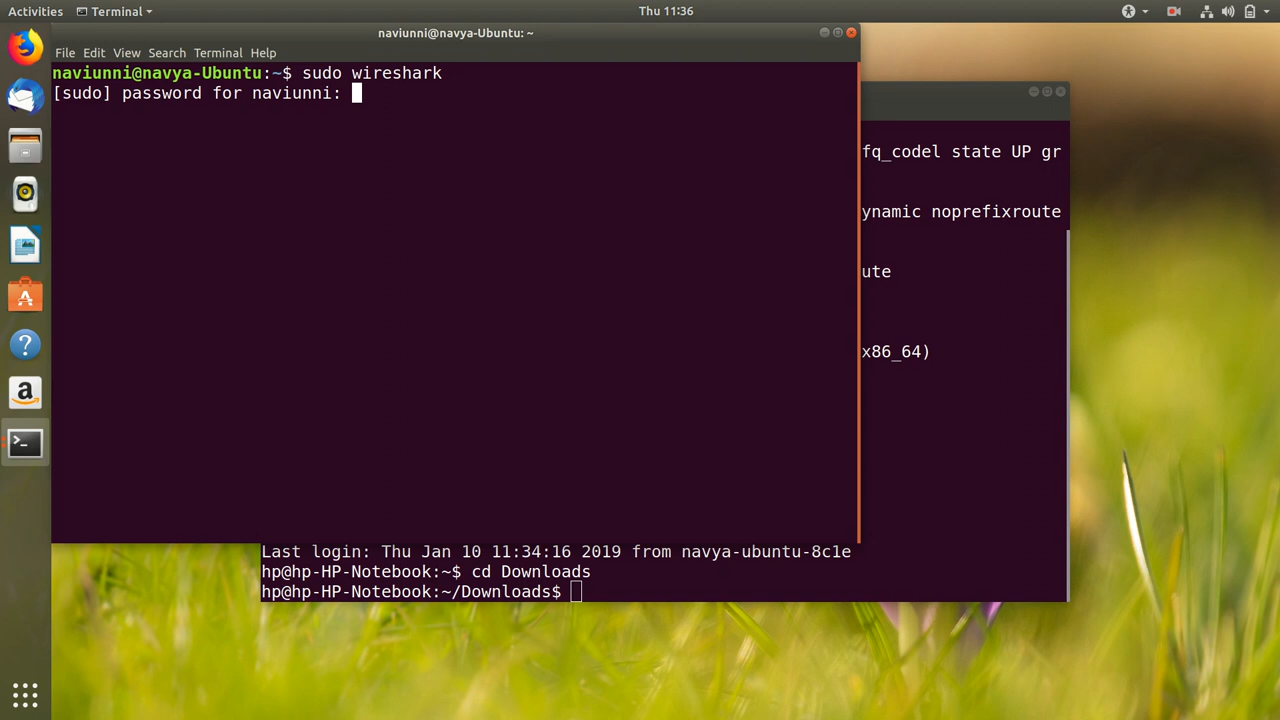 Activities Terminal Thu 11:36
naviunni@navya-Ubuntu: ~
File Edit View Search Terminal Help
naviunni@navya-Ubuntu:~$ sudo wireshark
[sudo] password for naviunni:
fq_codel state UP gr
ynamic noprefixroute
ute
x86_64)
Last login: Thu Jan 10 11:34:16 2019 from navya-ubuntu-8c1e
hp@hp-HP-Notebook:~$ cd Downloads
hp@hp-HP-Notebook:~/Downloads$